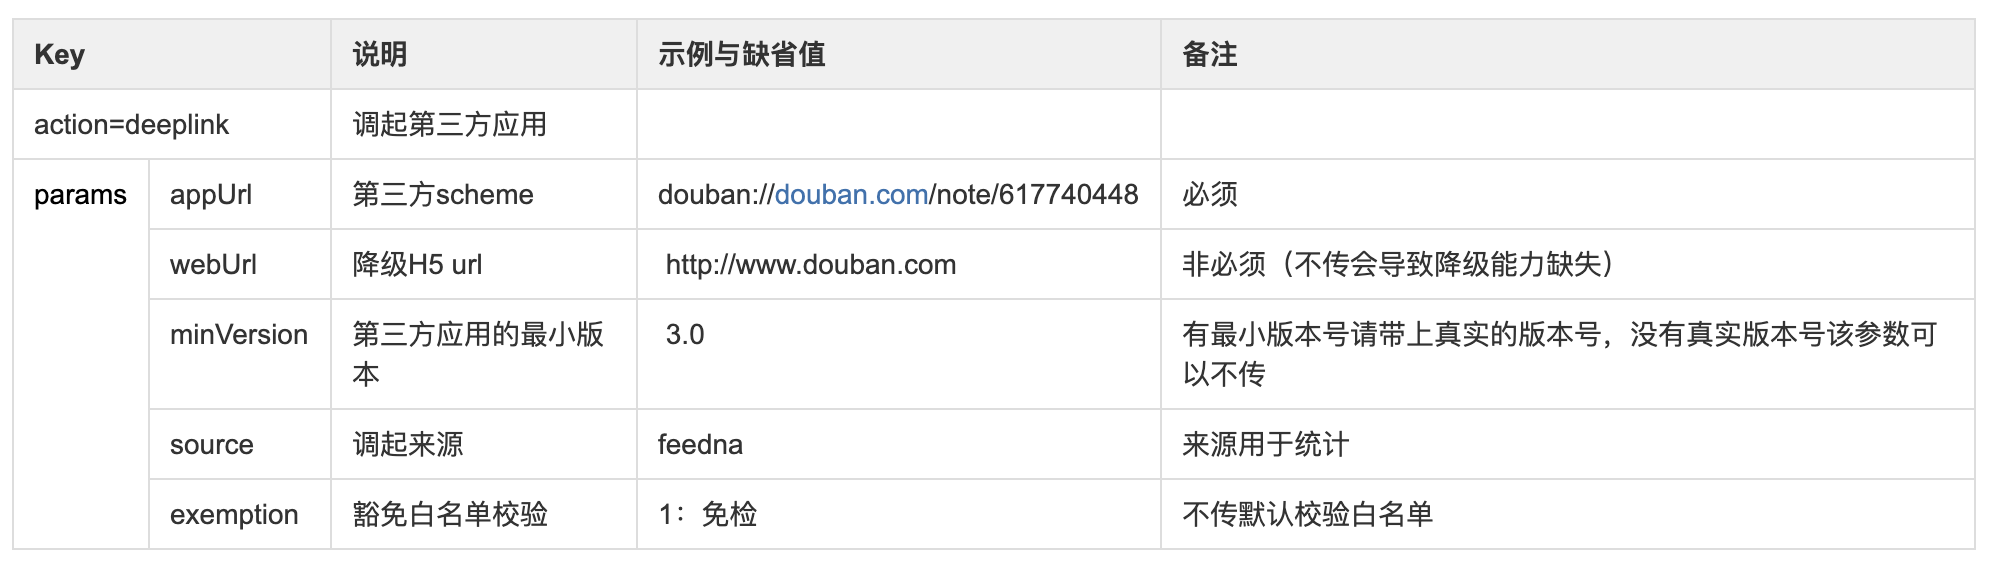 Key 说明 示例与缺省值 备注
action=deeplink 调起第三方应用
params appUrl 第三方scheme douban://douban.com/note/617740448 必须
webUrl 降级H5 url http://www.douban.com 非必须（不传会导致降级能力缺失）
minVersion 第三方应用的最小版 3.0 有最小版本号请带上真实的版本号，没有真实版本号该参数可
本 以不传
source 调起来源 feedna 来源用于统计
exemption 豁免白名单校验 1：免检 不传默认校验白名单